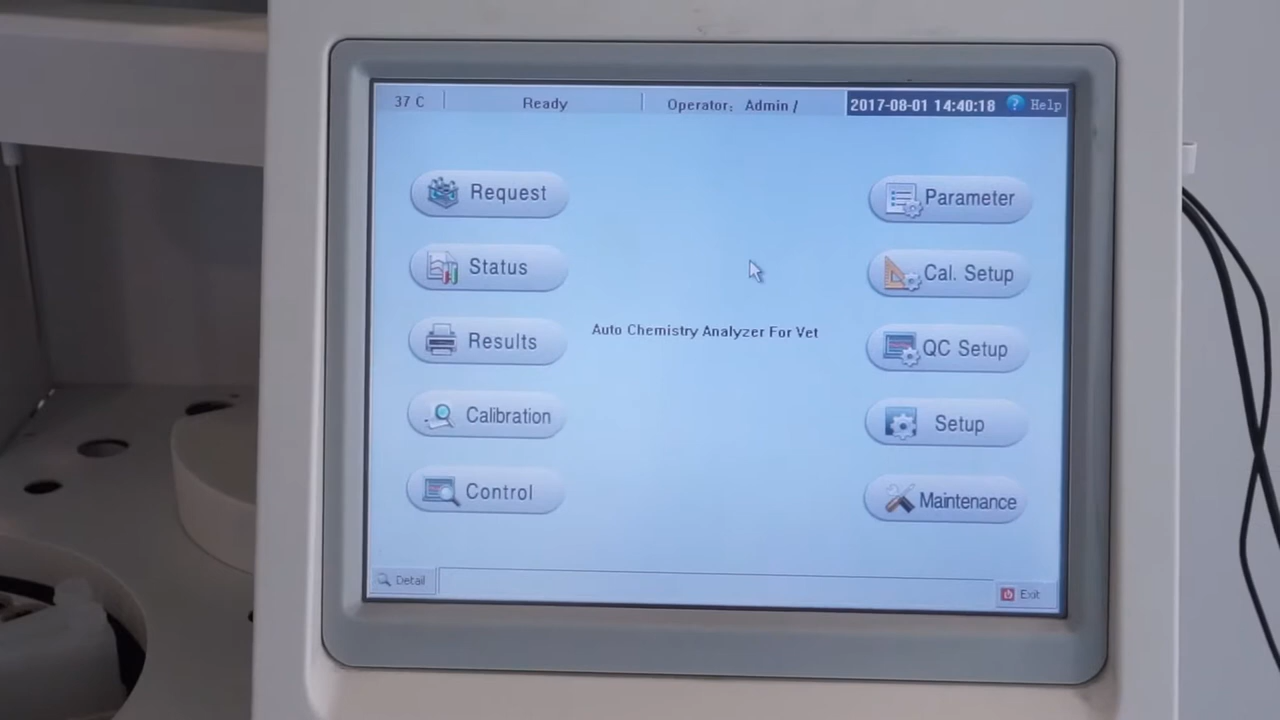 37 C Ready Operator: Admin / 2017-08-01 14:40:18 ? Help
Request
Status
Results
Calibration
Control
Auto Chemistry Analyzer For Vet
Parameter
Cal. Setup
QC Setup
Setup
Maintenance
Detail
Exit